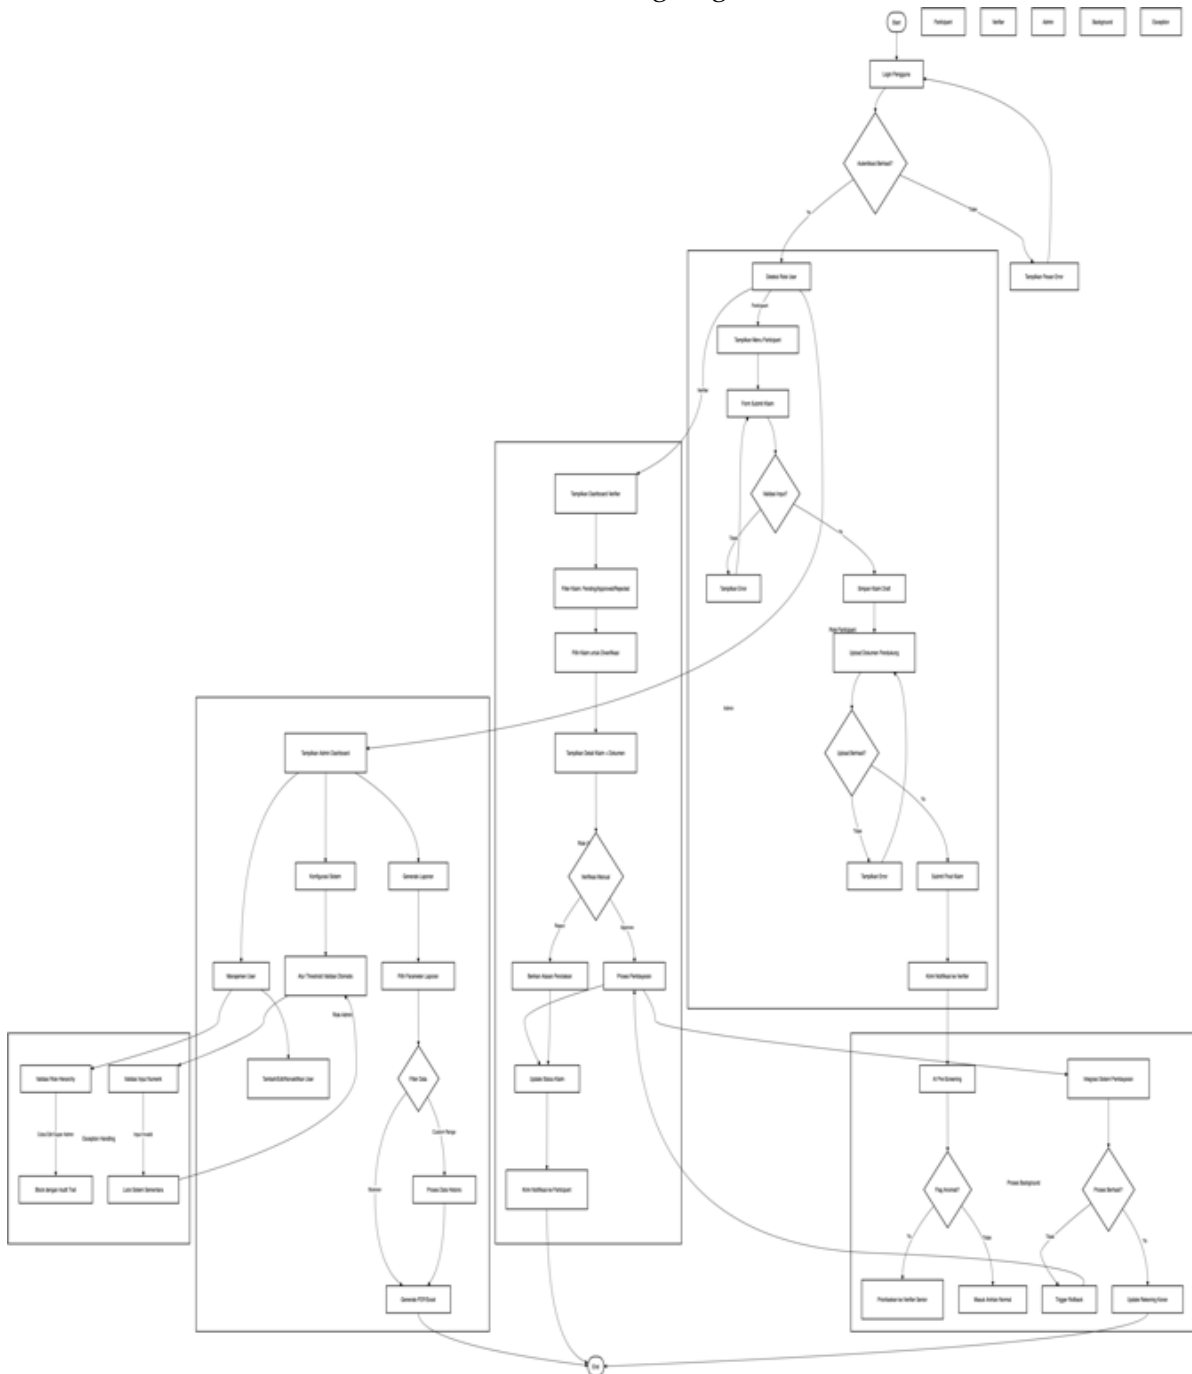 Start
Participant
Verifier
Admin
Background
Exception
Login Pengguna
Autentikasi Berhasil?
Ya
Tidak
Deteksi Role User
Tampilkan Pesan Error
Participant
Tampilkan Menu Participant
Verifier
Form Submit Klaim
Tampilkan Dashboard Verifier
Validasi Input?
Tidak
Ya
Filter Klaim: Pending/Approved/Rejected
Tampilkan Error
Simpan Klaim Draft
Role Participant
Pilih Klaim untuk Diverifikasi
Upload Dokumen Pendukung
Admin
Tampilkan Admin Dashboard
Tampilkan Detail Klaim + Dokumen
Upload Berhasil?
Ya
Tidak
Konfigurasi Sistem
Generate Laporan
Verifikasi Manual
Tampilkan Error
Submit Final Klaim
Reject
Approve
Manajemen User
Atur Threshold Validasi Otomatis
Pilih Parameter Laporan
Berikan Alasan Penolakan
Proses Pembayaran
Kirim Notifikasi ke Verifier
Role Admin
Validasi Role Hierarchy
Validasi Input Numerik
Tambah/Edit/Nonaktifkan User
Filter Data
Update Status Klaim
AI Pre-Screening
Integrasi Sistem Pembayaran
Exception Handling
Input Invalid
Custom Range
Blokir dengan Audit Trail
Lock Sistem Sementara
Proses Data Historis
Kirim Notifikasi ke Participant
Flag Anomali?
Proses Background
Proses Berhasil?
Ya
Tidak
Tidak
Ya
Generate PDF/Excel
Prioritaskan ke Verifier Senior
Masuk Antrian Normal
Trigger Rollback
Update Rekening Koran
End